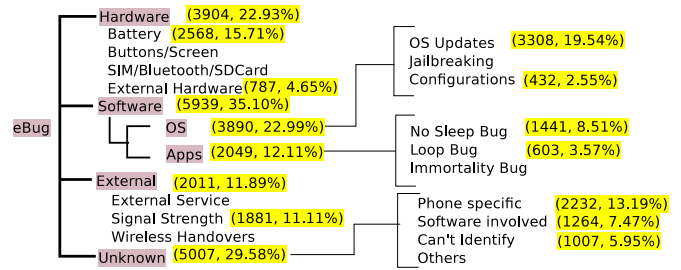 eBug
Hardware (3904, 22.93%)
Battery (2568, 15.71%)
Buttons/Screen
SIM/Bluetooth/SDCard
External Hardware (787, 4.65%)
Software (5939, 35.10%)
OS (3890, 22.99%)
Apps (2049, 12.11%)
External (2011, 11.89%)
External Service
Signal Strength (1881, 11.11%)
Wireless Handovers
Unknown (5007, 29.58%)
OS Updates (3308, 19.54%)
Jailbreaking
Configurations (432, 2.55%)
No Sleep Bug (1441, 8.51%)
Loop Bug (603, 3.57%)
Immortality Bug
Phone specific (2232, 13.19%)
Software involved (1264, 7.47%)
Can't Identify (1007, 5.95%)
Others